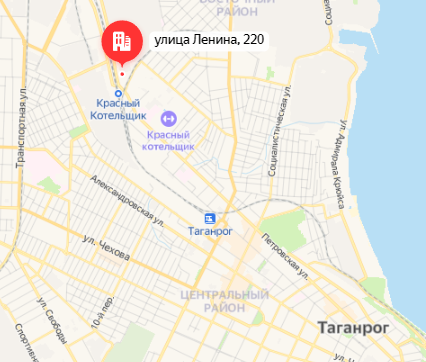 ВОСТОЧНЫЙ
РАЙОН
улица Ленина, 220
Красный
Котельщик
Красный
котельщик
Транспортная ул.
Социалистическая ул.
ул. Адмирала Крюйса
Александровская ул.
Таганрог
ул. Чехова
Петровская ул.
ЦЕНТРАЛЬНЫЙ
РАЙОН
ул. Свободы
10-й пер.
Таганрог